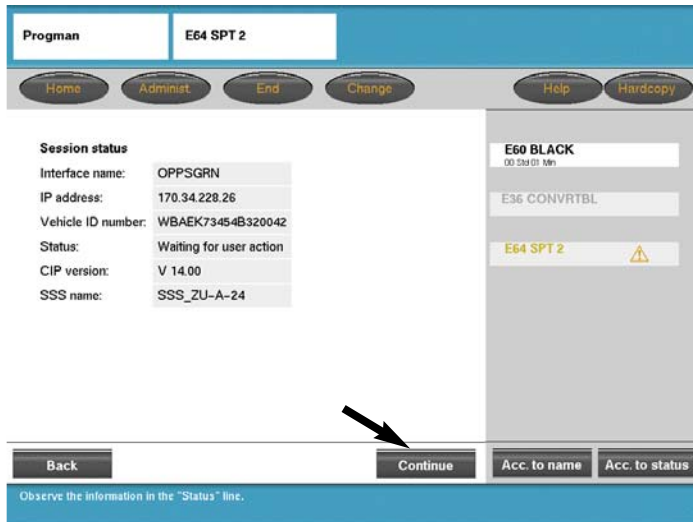 Progman
E64 SPT 2
Home
Administ.
End
Change
Help
Hardcopy
Session status
Interface name: OPPSGRN
IP address: 170.34.228.26
Vehicle ID number: WBAEK73454B320042
Status: Waiting for user action
CIP version: V 14.00
SSS name: SSS_ZU-A-24
E60 BLACK
00 Std 01 Min
E36 CONVRTBL
E64 SPT 2
Back
Continue
Acc. to name
Acc. to status
Observe the information in the "Status" line.